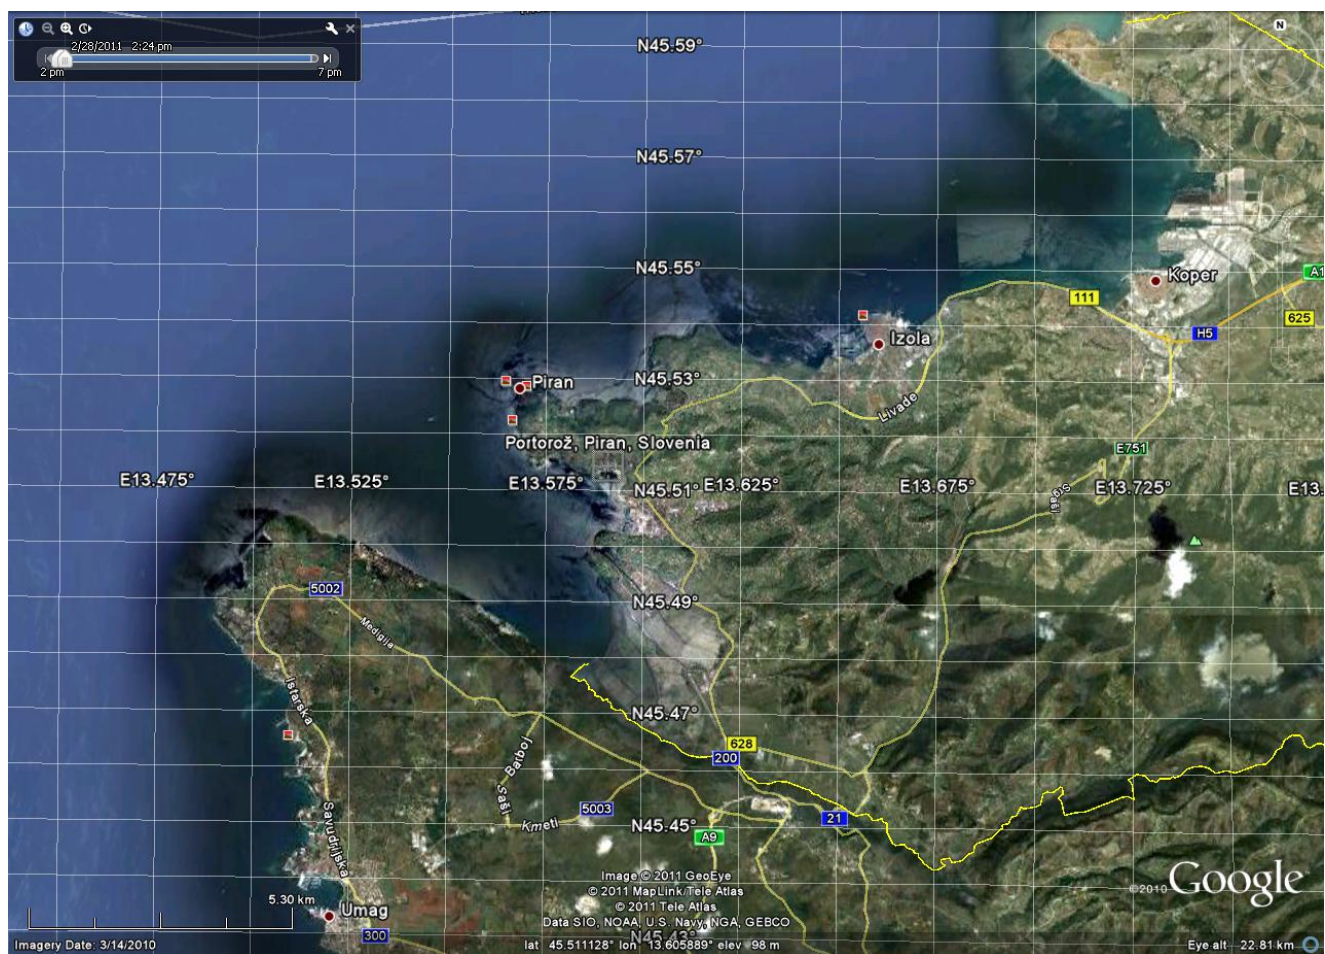 N45.59°
2/28/2011 2:24 pm
2 pm
7 pm
N
N45.57°
N45.55°
Koper
A1
111
625
H5
Izola
N45.53°
Piran
Livade
Portorož, Piran, Slovenia
E751
E13.475°
E13.525°
E13.575°
N45.51°
E13.625°
E13.675°
E13.725°
E13.
5002
N45.49°
Medigija
Istarska
N45.47°
628
200
Batboj
Saši
Kmeti
5003
21
N45.45°
A9
Savudrijska
Image © 2011 GeoEye
© 2011 MapLink/Tele Atlas
© 2011 Tele Atlas
Data SIO, NOAA, U.S. Navy, NGA, GEBCO
©2010 Google
5.30 km
Umag
300
N45.43°
Imagery Date: 3/14/2010
lat 45.511128° lon 13.605889° elev 98 m
Eye alt 22.81 km